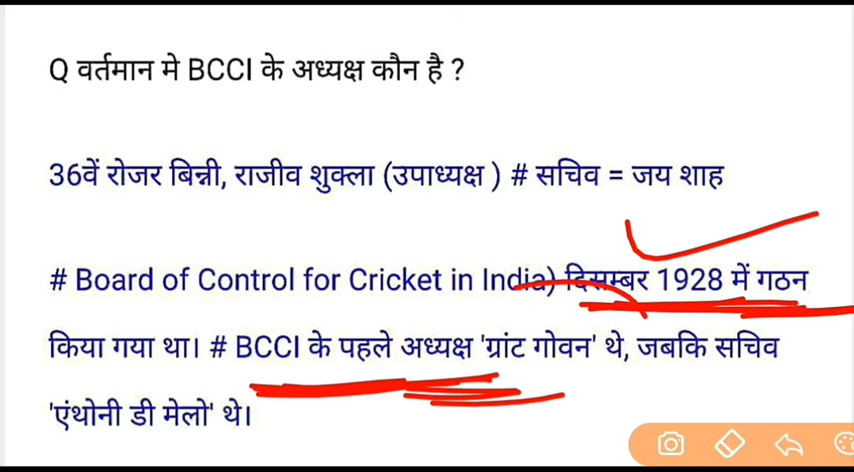 Q वर्तमान मे BCCI के अध्यक्ष कौन है ?
36वें रोजर बिन्नी, राजीव शुक्ला (उपाध्यक्ष ) # सचिव = जय शाह
# Board of Control for Cricket in India) दिसम्बर 1928 में गठन
किया गया था। # BCCI के पहले अध्यक्ष 'ग्रांट गोवन' थे, जबकि सचिव
'एंथोनी डी मेलो' थे।